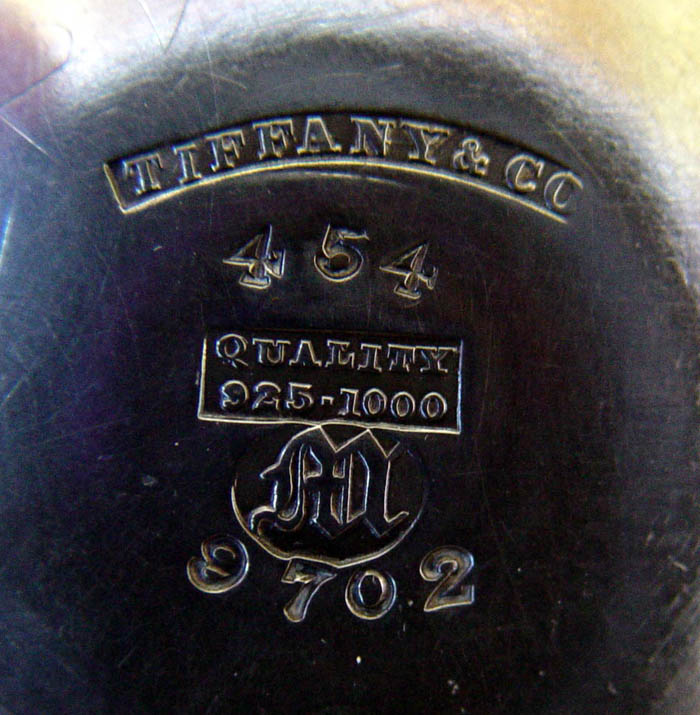 TIFFANY & CO
454
QUALITY
925-1000
M
9702